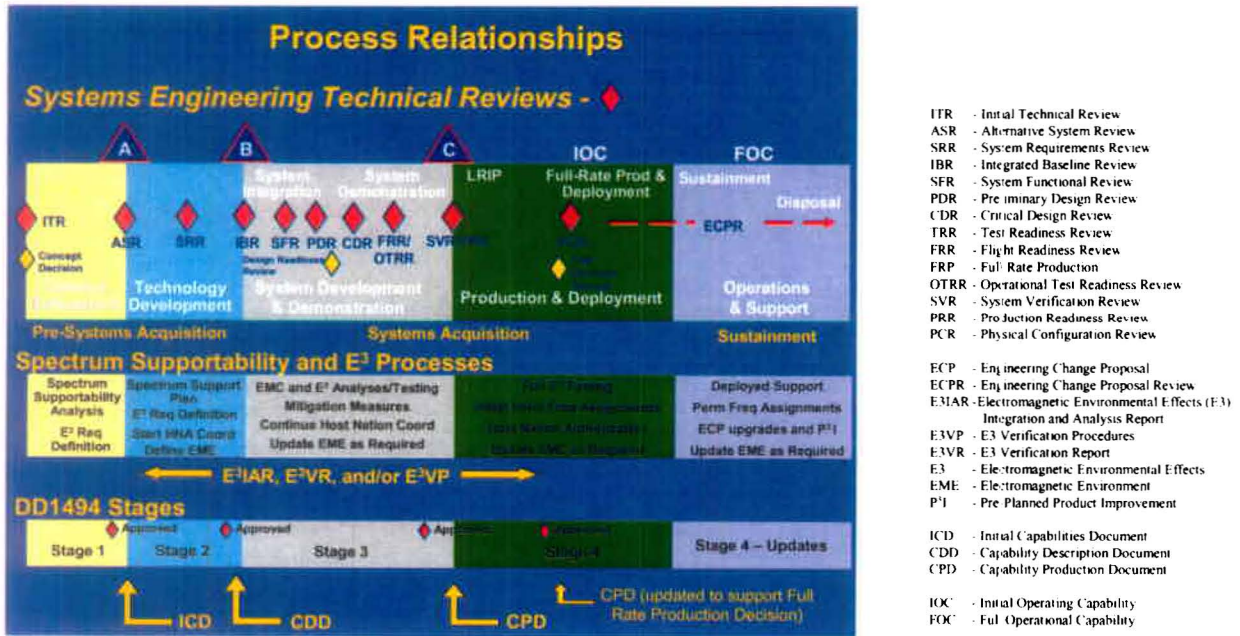 Process Relationships
Systems Engineering Technical Reviews -
A
B
C
IOC
FOC
System Integration
System Demonstration
LRIP
Full-Rate Prod & Deployment
Sustainment
Disposal
ITR
ASR
SRR
IBR
SFR
PDR
CDR
FRR/
OTRR
SVR
ECPR
Concept
Decision
Design Readiness
Review
Technology
Development
System Development
& Demonstration
Production & Deployment
Operations
& Support
Pre-Systems Acquisition
Systems Acquisition
Sustainment
Spectrum Supportability and E³ Processes
Spectrum
Supportability
Analysis
E³ Req
Definition
Spectrum Support
Plan
E³ Req Definition
Start HNA Coord
Define EME
EMC and E³ Analyses/Testing
Mitigation Measures
Continue Host Nation Coord
Update EME as Required
Update EME as Required
Deployed Support
Perm Freq Assignments
ECP upgrades and P³I
Update EME as Required
E³IAR, E³VR, and/or E³VP
DD1494 Stages
Approved
Approved
Approved
Approved
Stage 1
Stage 2
Stage 3
Stage 4
Stage 4 – Updates
ICD
CDD
CPD
CPD (updated to support Full
Rate Production Decision)
ITR - Initial Technical Review
ASR - Alternative System Review
SRR - System Requirements Review
IBR - Integrated Baseline Review
SFR - System Functional Review
PDR - Preliminary Design Review
CDR - Critical Design Review
TRR - Test Readiness Review
FRR - Flight Readiness Review
FRP - Full Rate Production
OTRR - Operational Test Readiness Review
SVR - System Verification Review
PRR - Production Readiness Review
PCR - Physical Configuration Review
ECP - Engineering Change Proposal
ECPR - Engineering Change Proposal Review
E3IAR -Electromagnetic Environmental Effects (E3)
Integration and Analysis Report
E3VP - E3 Verification Procedures
E3VR - E3 Verification Report
E3 - Electromagnetic Environmental Effects
EME - Electromagnetic Environment
P³I - Pre-Planned Product Improvement
ICD - Initial Capabilities Document
CDD - Capability Description Document
CPD - Capability Production Document
IOC - Initial Operating Capability
FOC - Full Operational Capability